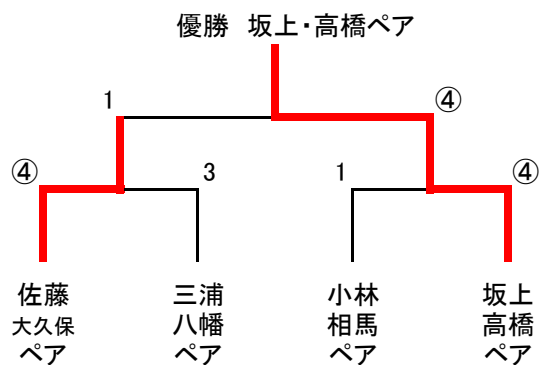 優勝 坂上・高橋ペア
1 ④
④ 3 1 ④
佐藤 三浦 小林 坂上
大久保 八幡 相馬 高橋
ペア ペア ペア ペア